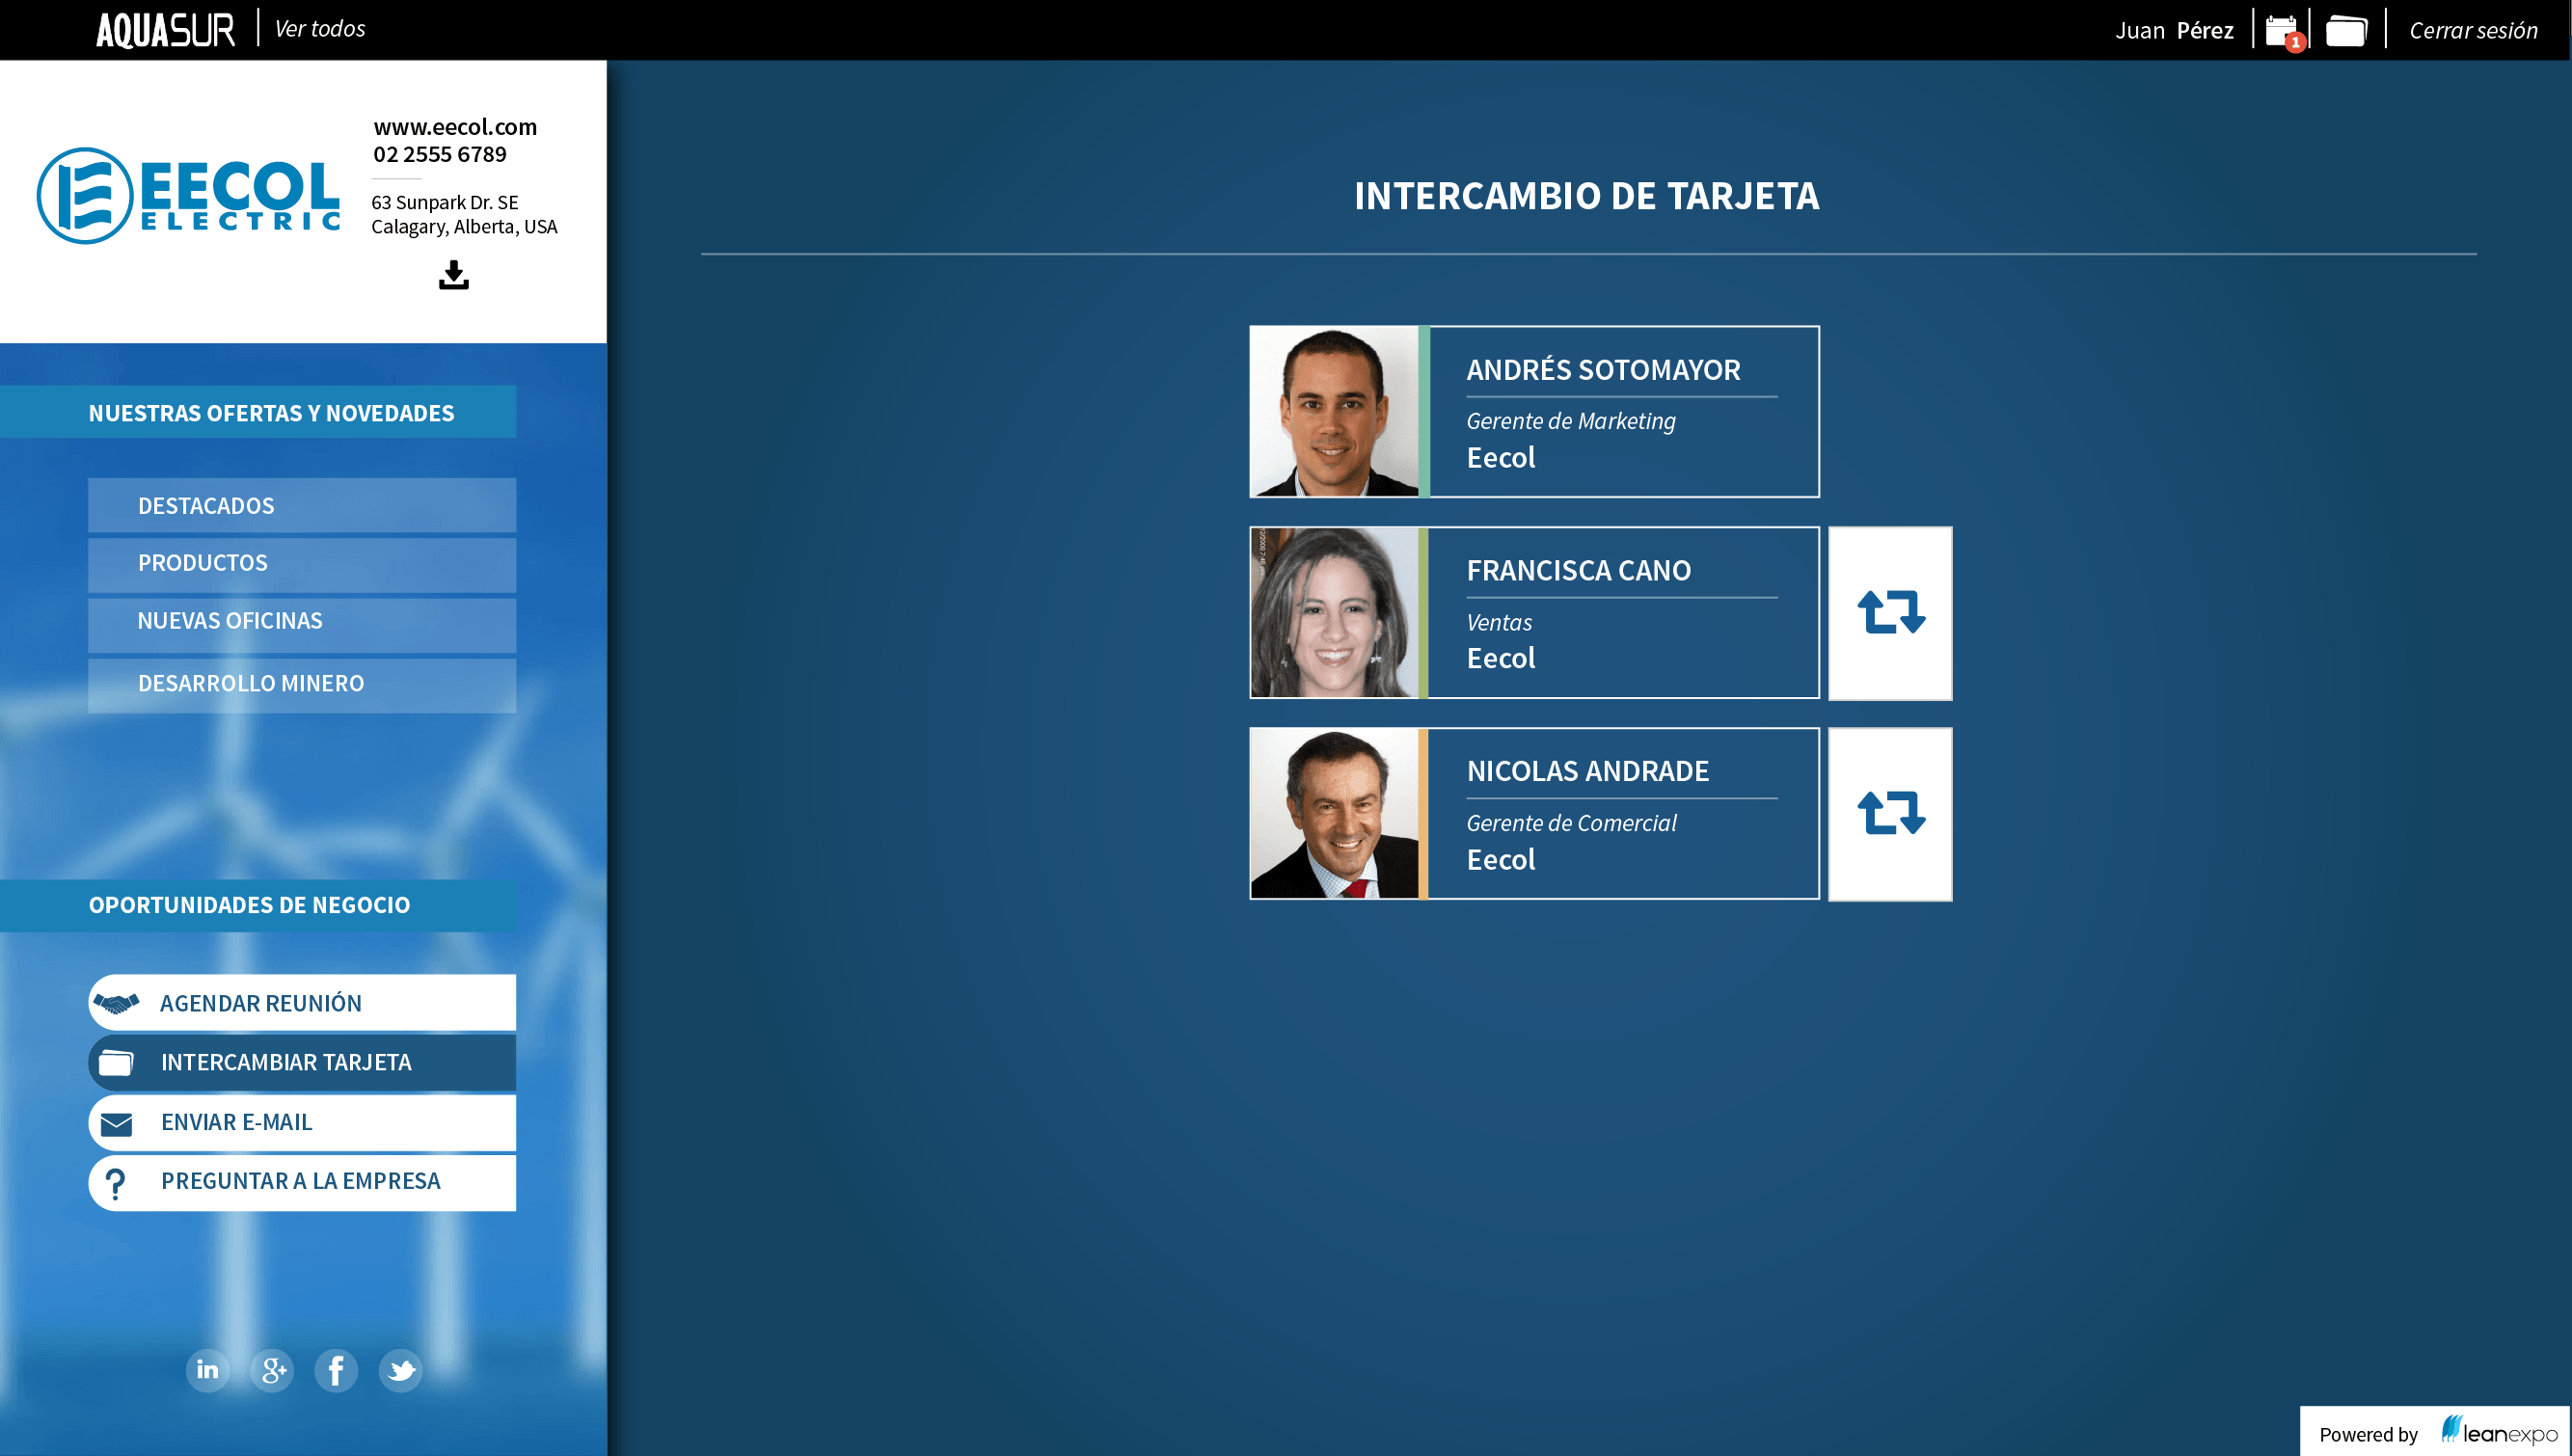 AQUASUR
Ver todos
Juan Pérez
1
Cerrar sesión
EECOL
ELECTRIC
www.eecol.com
02 2555 6789
63 Sunpark Dr. SE
Calagary, Alberta, USA
NUESTRAS OFERTAS Y NOVEDADES
DESTACADOS
PRODUCTOS
NUEVAS OFICINAS
DESARROLLO MINERO
OPORTUNIDADES DE NEGOCIO
AGENDAR REUNIÓN
INTERCAMBIAR TARJETA
ENVIAR E-MAIL
PREGUNTAR A LA EMPRESA
in
g+
f
INTERCAMBIO DE TARJETA
ANDRÉS SOTOMAYOR
Gerente de Marketing
Eecol
FRANCISCA CANO
Ventas
Eecol
NICOLAS ANDRADE
Gerente de Comercial
Eecol
Powered by leanexpo